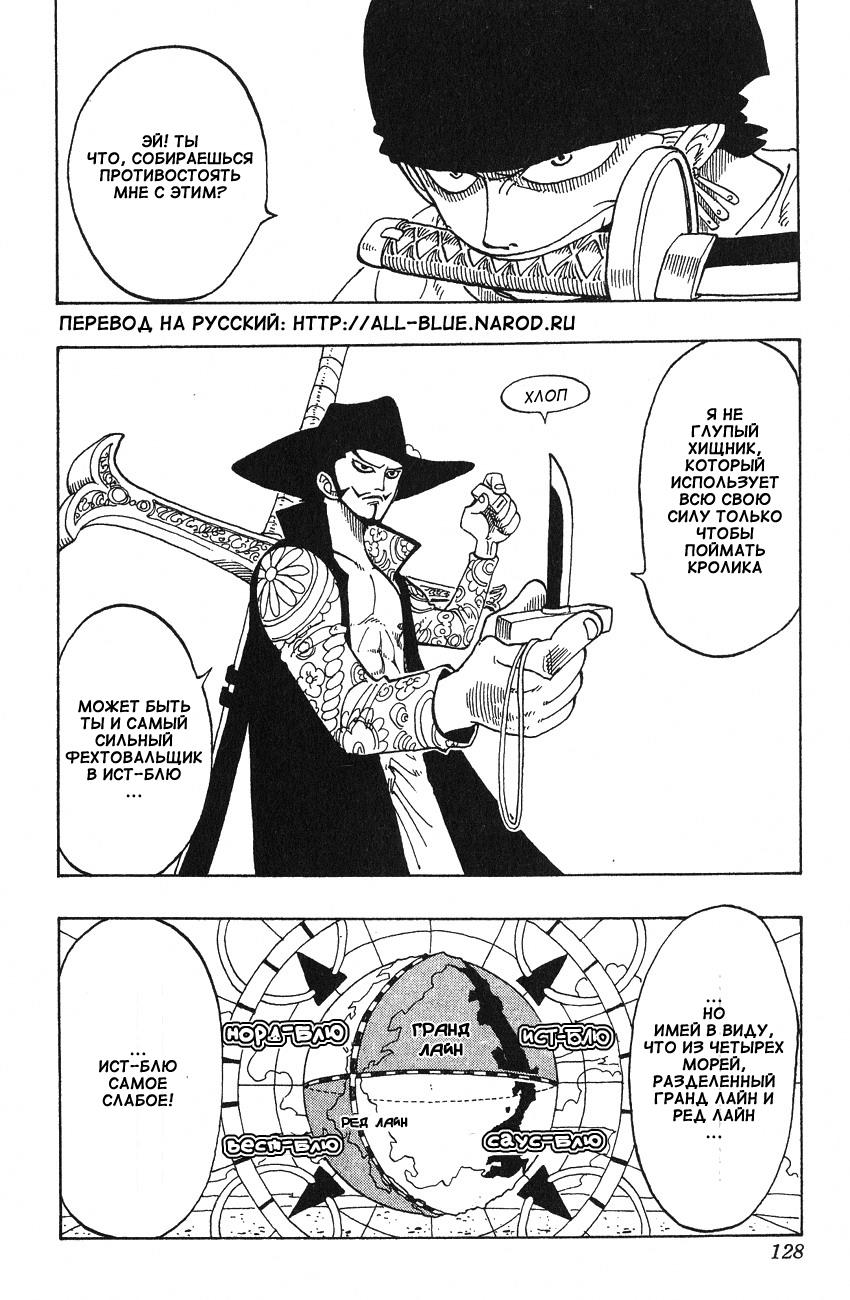 ЭЙ! ТЫ
ЧТО, СОБИРАЕШЬСЯ
ПРОТИВОСТОЯТЬ
МНЕ С ЭТИМ?
ПЕРЕВОД НА РУССКИЙ: HTTP://ALL-BLUE.NAROD.RU
ХЛОП
Я НЕ
ГЛУПЫЙ
ХИЩНИК,
КОТОРЫЙ
ИСПОЛЬЗУЕТ
ВСЮ СВОЮ
СИЛУ ТОЛЬКО
ЧТОБЫ
ПОЙМАТЬ
КРОЛИКА
МОЖЕТ БЫТЬ
ТЫ И САМЫЙ
СИЛЬНЫЙ
ФЕХТОВАЛЬЩИК
В ИСТ-БЛЮ
...
...
НО
ИМЕЙ В ВИДУ,
ЧТО ИЗ ЧЕТЫРЕХ
МОРЕЙ,
РАЗДЕЛЕННЫЙ
ГРАНД ЛАЙН И
РЕД ЛАЙН
...
НОРД-БЛЮ
ГРАНД
ЛАЙН
ИСТ-БЛЮ
РЕД ЛАЙН
ВЕСТ-БЛЮ
САУС-БЛЮ
...
ИСТ-БЛЮ
САМОЕ
СЛАБОЕ!
128